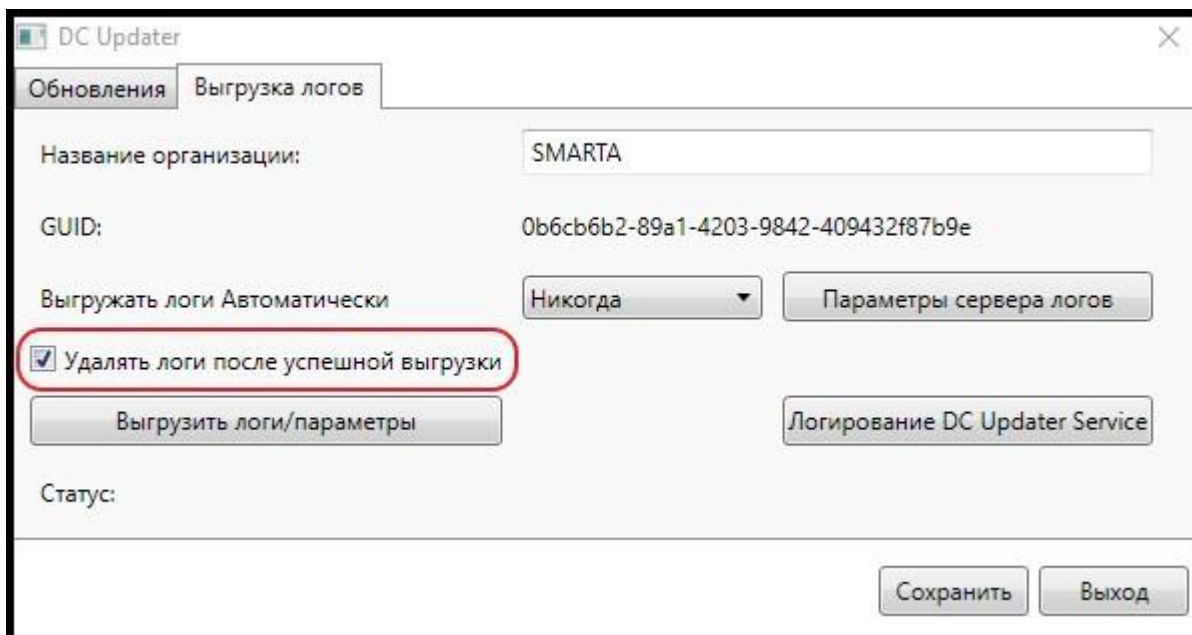 DC Updater
Обновления Выгрузка логов
Название организации: SMARTA
GUID: 0b6cb6b2-89a1-4203-9842-409432f87b9e
Выгружать логи Автоматически Никогда Параметры сервера логов
Удалять логи после успешной выгрузки
Выгрузить логи/параметры Логирование DC Updater Service
Статус:
Сохранить Выход